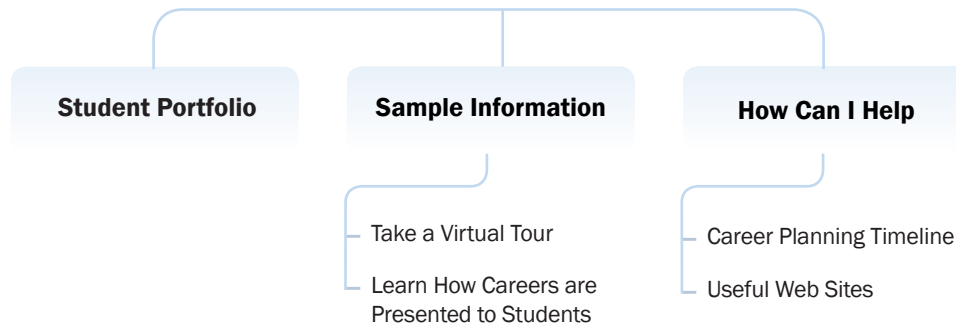 Student Portfolio
Sample Information
How Can I Help
Take a Virtual Tour
Learn How Careers are
Presented to Students
Career Planning Timeline
Useful Web Sites